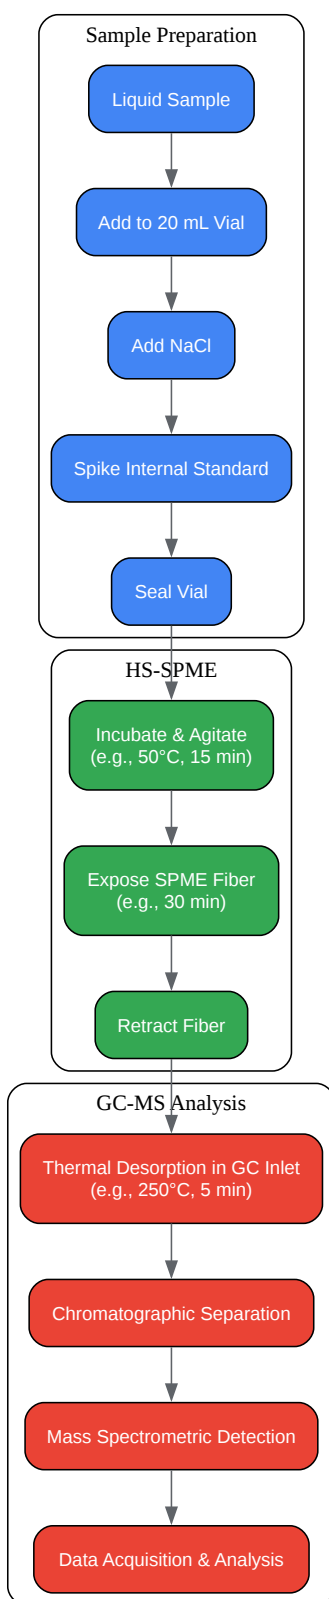 Sample Preparation
Liquid Sample
Add to 20 mL Vial
Add NaCl
Spike Internal Standard
Seal Vial
HS-SPME
Incubate & Agitate
(e.g., 50°C, 15 min)
Expose SPME Fiber
(e.g., 30 min)
Retract Fiber
GC-MS Analysis
Thermal Desorption in GC Inlet
(e.g., 250°C, 5 min)
Chromatographic Separation
Mass Spectrometric Detection
Data Acquisition & Analysis